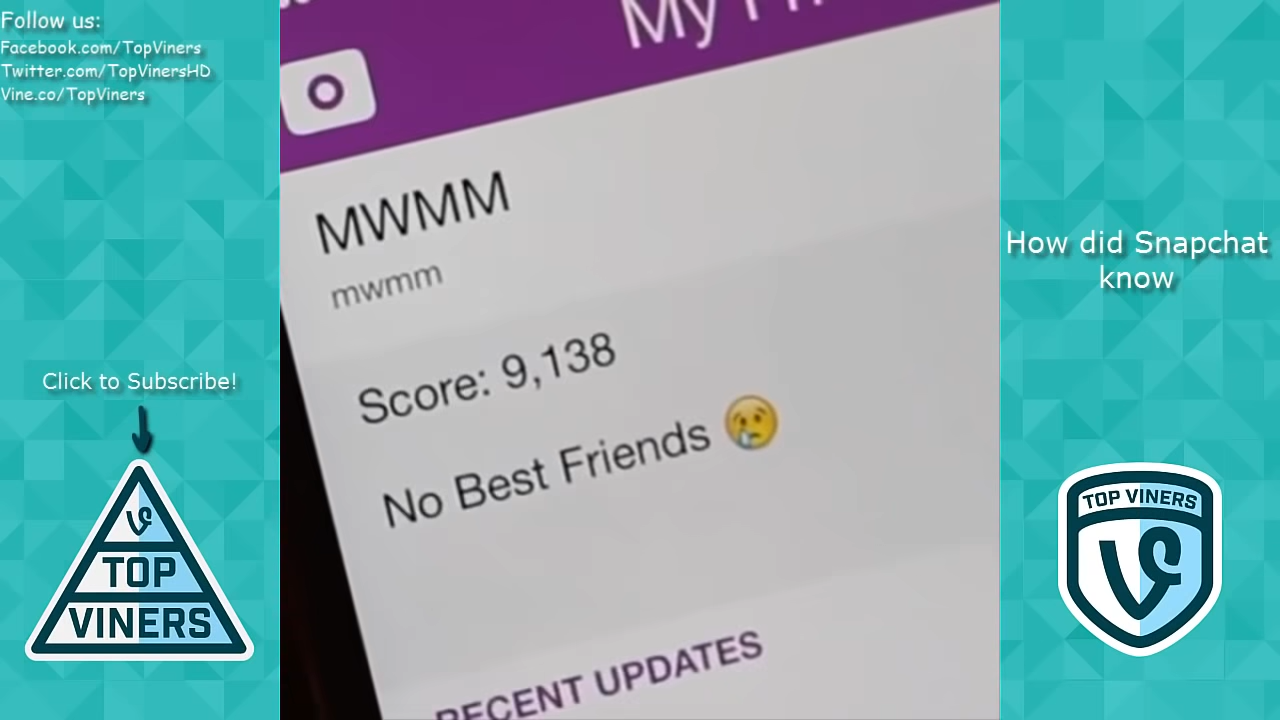 Follow us:
Facebook.com/TopViners
Twitter.com/TopVinersHD
Vine.co/TopViners
Click to Subscribe!
TOP
VINERS
My
MWMM
mwmm
Score: 9,138
No Best Friends 😢
RECENT UPDATES
How did Snapchat
know
TOP VINERS